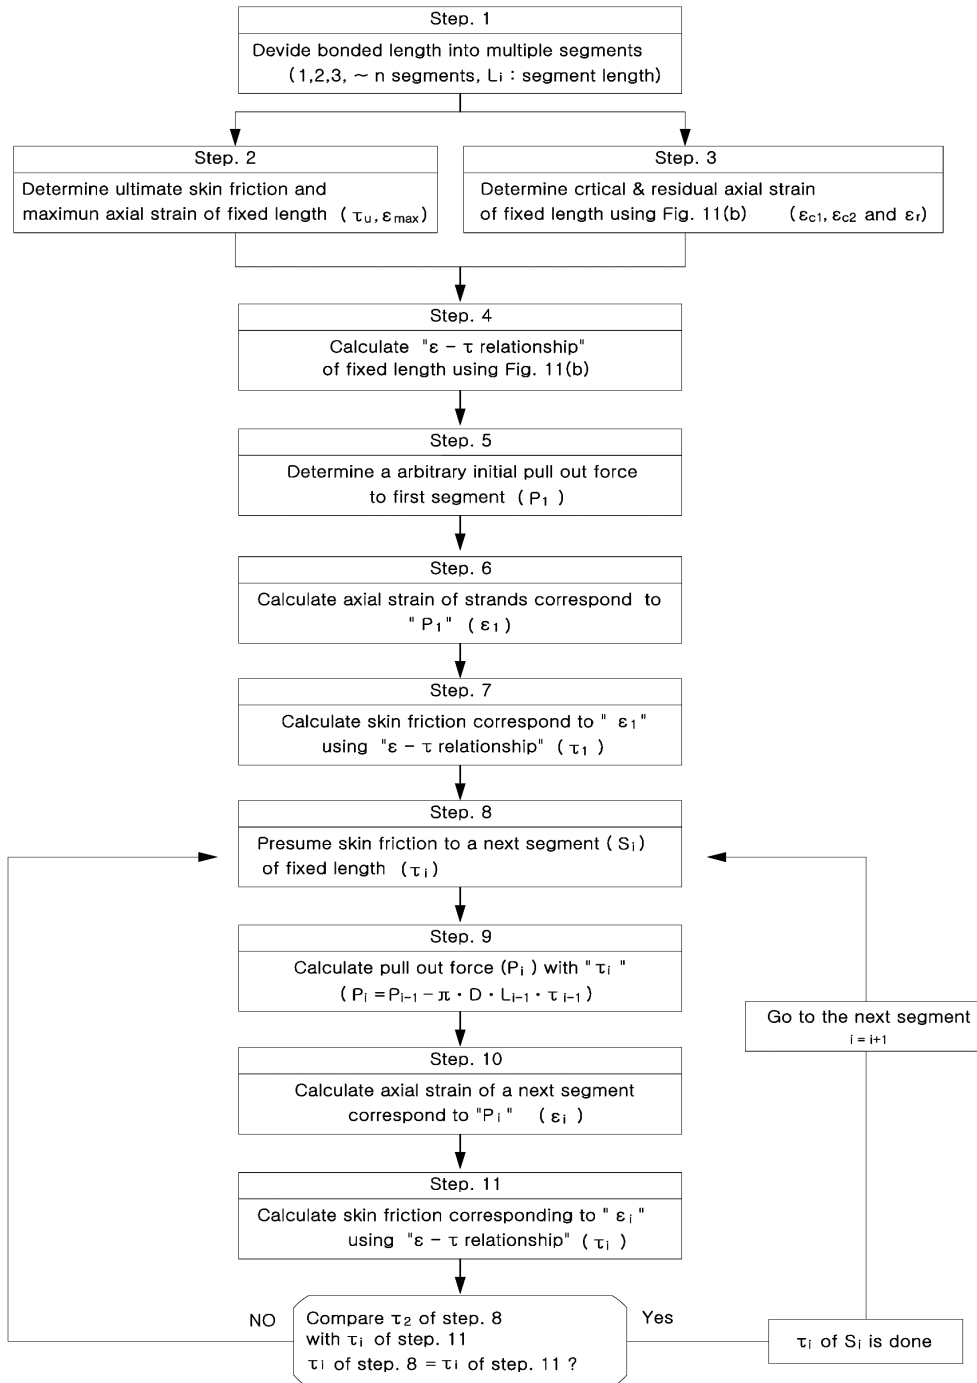 Step. 1
Devide bonded length into multiple segments
(1,2,3, ~ n segments, Li : segment length)
Step. 2
Determine ultimate skin friction and
maximun axial strain of fixed length (τu, εmax)
Step. 3
Determine crtical & residual axial strain
of fixed length using Fig. 11(b) (εc1, εc2 and εr)
Step. 4
Calculate "ε − τ relationship"
of fixed length using Fig. 11(b)
Step. 5
Determine a arbitrary initial pull out force
to first segment (P1)
Step. 6
Calculate axial strain of strands correspond to
" P1" (ε1)
Step. 7
Calculate skin friction correspond to " ε1"
using "ε − τ relationship" (τ1)
Step. 8
Presume skin friction to a next segment (Si)
of fixed length (τi)
Step. 9
Calculate pull out force (Pi) with "τi"
(Pi = Pi−1 − π · D · Li−1 · τi−1)
Go to the next segment
i = i+1
Step. 10
Calculate axial strain of a next segment
correspond to "Pi" (εi)
Step. 11
Calculate skin friction corresponding to " εi "
using "ε − τ relationship" (τi)
NO
Compare τ2 of step. 8
with τi of step. 11
τi of step. 8 = τi of step. 11 ?
Yes
τi of Si is done